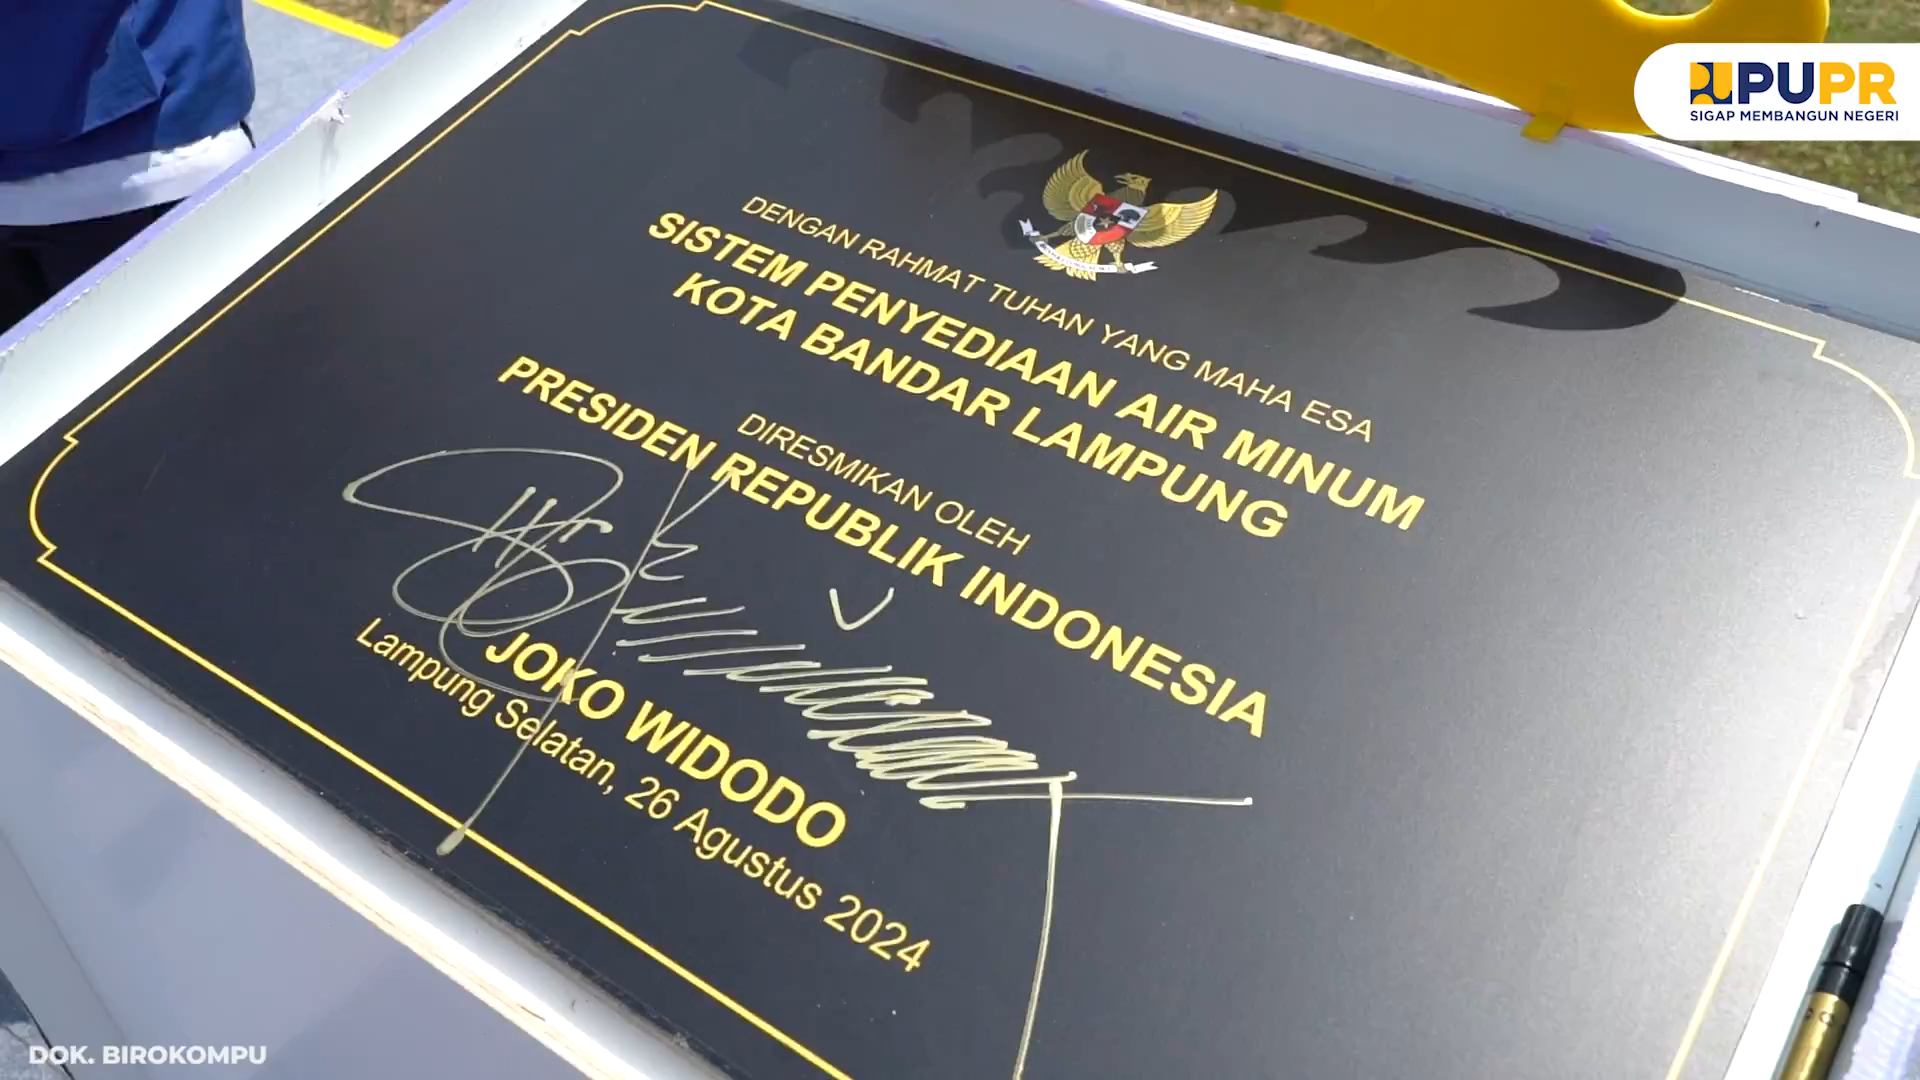 PUPR
SIGAP MEMBANGUN NEGERI
DENGAN RAHMAT TUHAN YANG MAHA ESA
SISTEM PENYEDIAAN AIR MINUM
KOTA BANDAR LAMPUNG
DIRESMIKAN OLEH
PRESIDEN REPUBLIK INDONESIA
JOKO WIDODO
Lampung Selatan, 26 Agustus 2024
DOK. BIROKOMPU